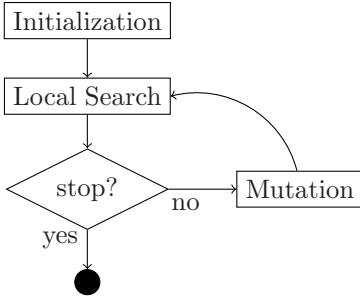 Initialization
Local Search
stop?
no
Mutation
yes